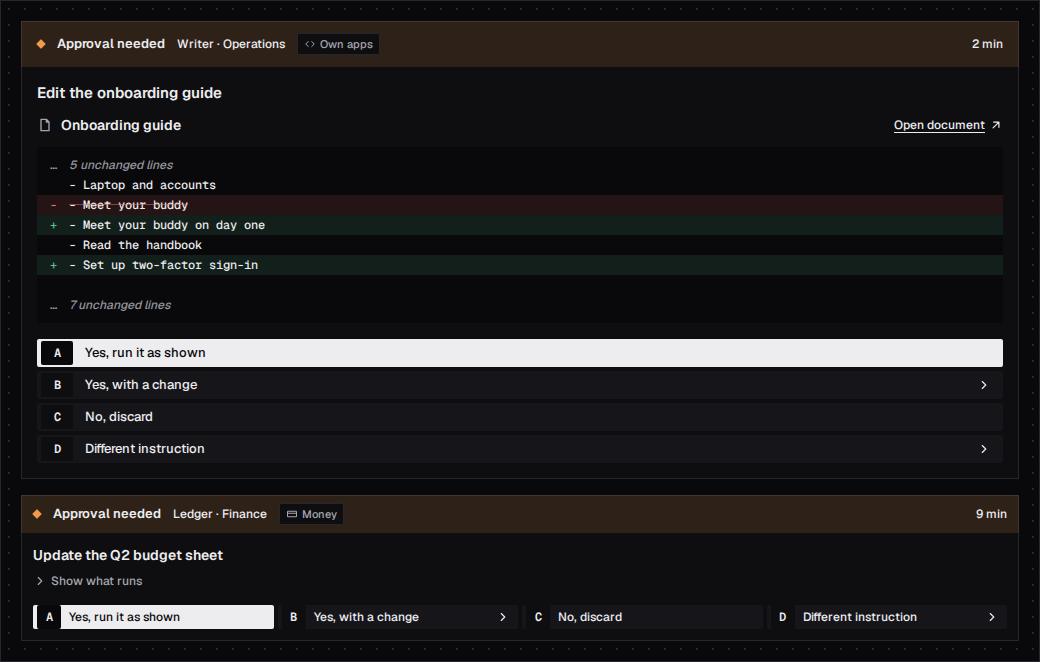 Approval needed Writer · Operations Own apps 2 min
Edit the onboarding guide
Onboarding guide Open document
… 5 unchanged lines
- Laptop and accounts
- - Meet your buddy
+ - Meet your buddy on day one
- Read the handbook
+ - Set up two-factor sign-in
… 7 unchanged lines
A Yes, run it as shown
B Yes, with a change
C No, discard
D Different instruction
Approval needed Ledger · Finance Money 9 min
Update the Q2 budget sheet
Show what runs
A Yes, run it as shown B Yes, with a change C No, discard D Different instruction